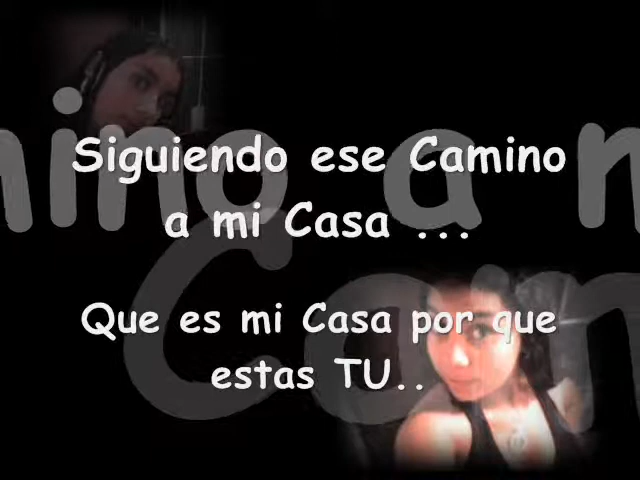 Siguiendo ese Camino
a mi Casa ...
Que es mi Casa por que
estas TU..